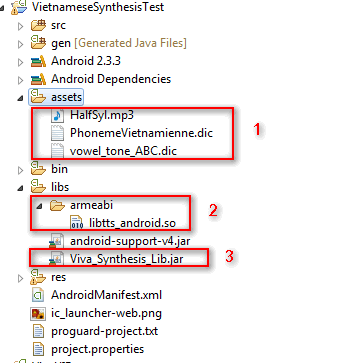 VietnameseSynthesisTest
src
gen [Generated Java Files]
Android 2.3.3
Android Dependencies
assets
HalfSyl.mp3
PhonemeVietnamienne.dic
vowel_tone_ABC.dic
1
bin
libs
armeabi
libtts_android.so
2
android-support-v4.jar
Viva_Synthesis_Lib.jar
3
res
AndroidManifest.xml
ic_launcher-web.png
proguard-project.txt
project.properties